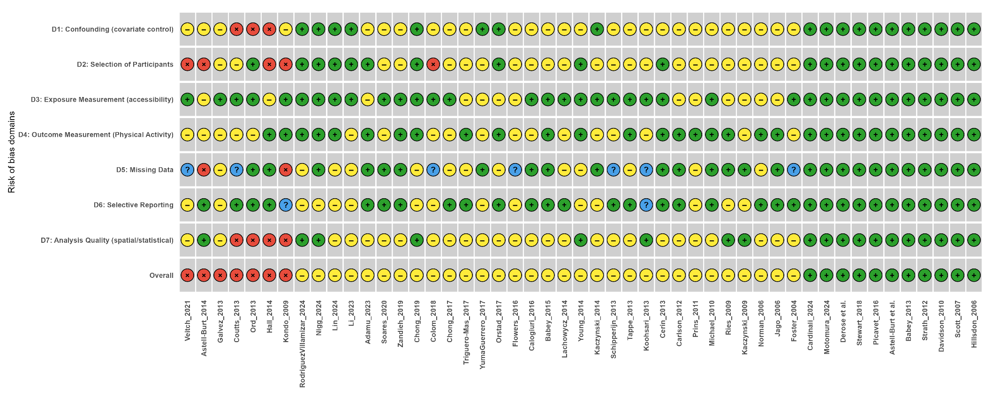 Risk of bias domains
D1: Confounding (covariate control)
− − − × × × − + + + + − − − + − − − + + − − − − − + − − − − − − − − − − − − + + + + + + + + + + +
D2: Selection of Participants
× × − − + × × + + + + + − − + × − − − + − − − − + − − − − + − − − − − − − − + + + + + + + + + + +
D3: Exposure Measurement (accessibility)
+ − + + + − + + + + + − + + + + + − − − − + + + + + + + + + − − + − − − − + + + + + + + + + + + +
D4: Outcome Measurement (Physical Activity)
− − − − − + + + + + − + − + + − − + − + − − + − + − − + − + + + + + − + + − + + + + + + + + + + +
D5: Missing Data
? × − ? + + × − + − − + + + − ? − − + − ? + + − − + ? − ? + + − + + + − + ? + + + + + + + + + + +
D6: Selective Reporting
− + − + + + ? − − − − + + + − − + + − + − + + + − − + + ? + + − + − − + + + + + + + + + + + + + +
D7: Analysis Quality (spatial/statistical)
− + − × × × × + + − − − − − + − − − − − − − − − + − − − + − − − − + + − − − + + + + + + + + + + +
Overall
× × × × × × × − − − − − − − − − − − − − − − − − − − − − − − − − − − − − − − + + + + + + + + + + +
Veitch_2021
Astell-Burt_2014
Galvez_2013
Coutts_2013
Ord_2013
Hall_2014
Kondo_2009
RodriguezVillamizar_2024
Nigg_2024
Lin_2024
Li_2023
Adamu_2023
Soares_2020
Zandieh_2019
Chong_2019
Colom_2018
Chong_2017
Triguero-Mas_2017
YumaGuerrero_2017
Orstad_2017
Flowers_2016
Calogiuri_2016
Babey_2015
Lachowycz_2014
Young_2014
Kaczynski_2014
Schipperijn_2013
Tappe_2013
Koohsari_2013
Cerin_2013
Carlson_2012
Prins_2011
Michael_2010
Ries_2009
Kaczynski_2009
Norman_2006
Jago_2006
Foster_2004
Cardinali_2024
Motomura_2024
Derose et al.
Stewart_2018
Picavet_2016
Astell-Burt et al.
Babey_2013
Strath_2012
Davidson_2010
Scott_2007
Hillsdon_2006